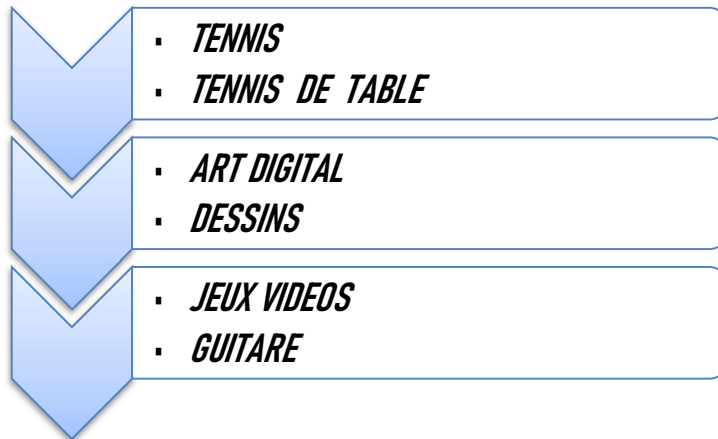 ▪ TENNIS
▪ TENNIS DE TABLE
▪ ART DIGITAL
▪ DESSINS
▪ JEUX VIDEOS
▪ GUITARE